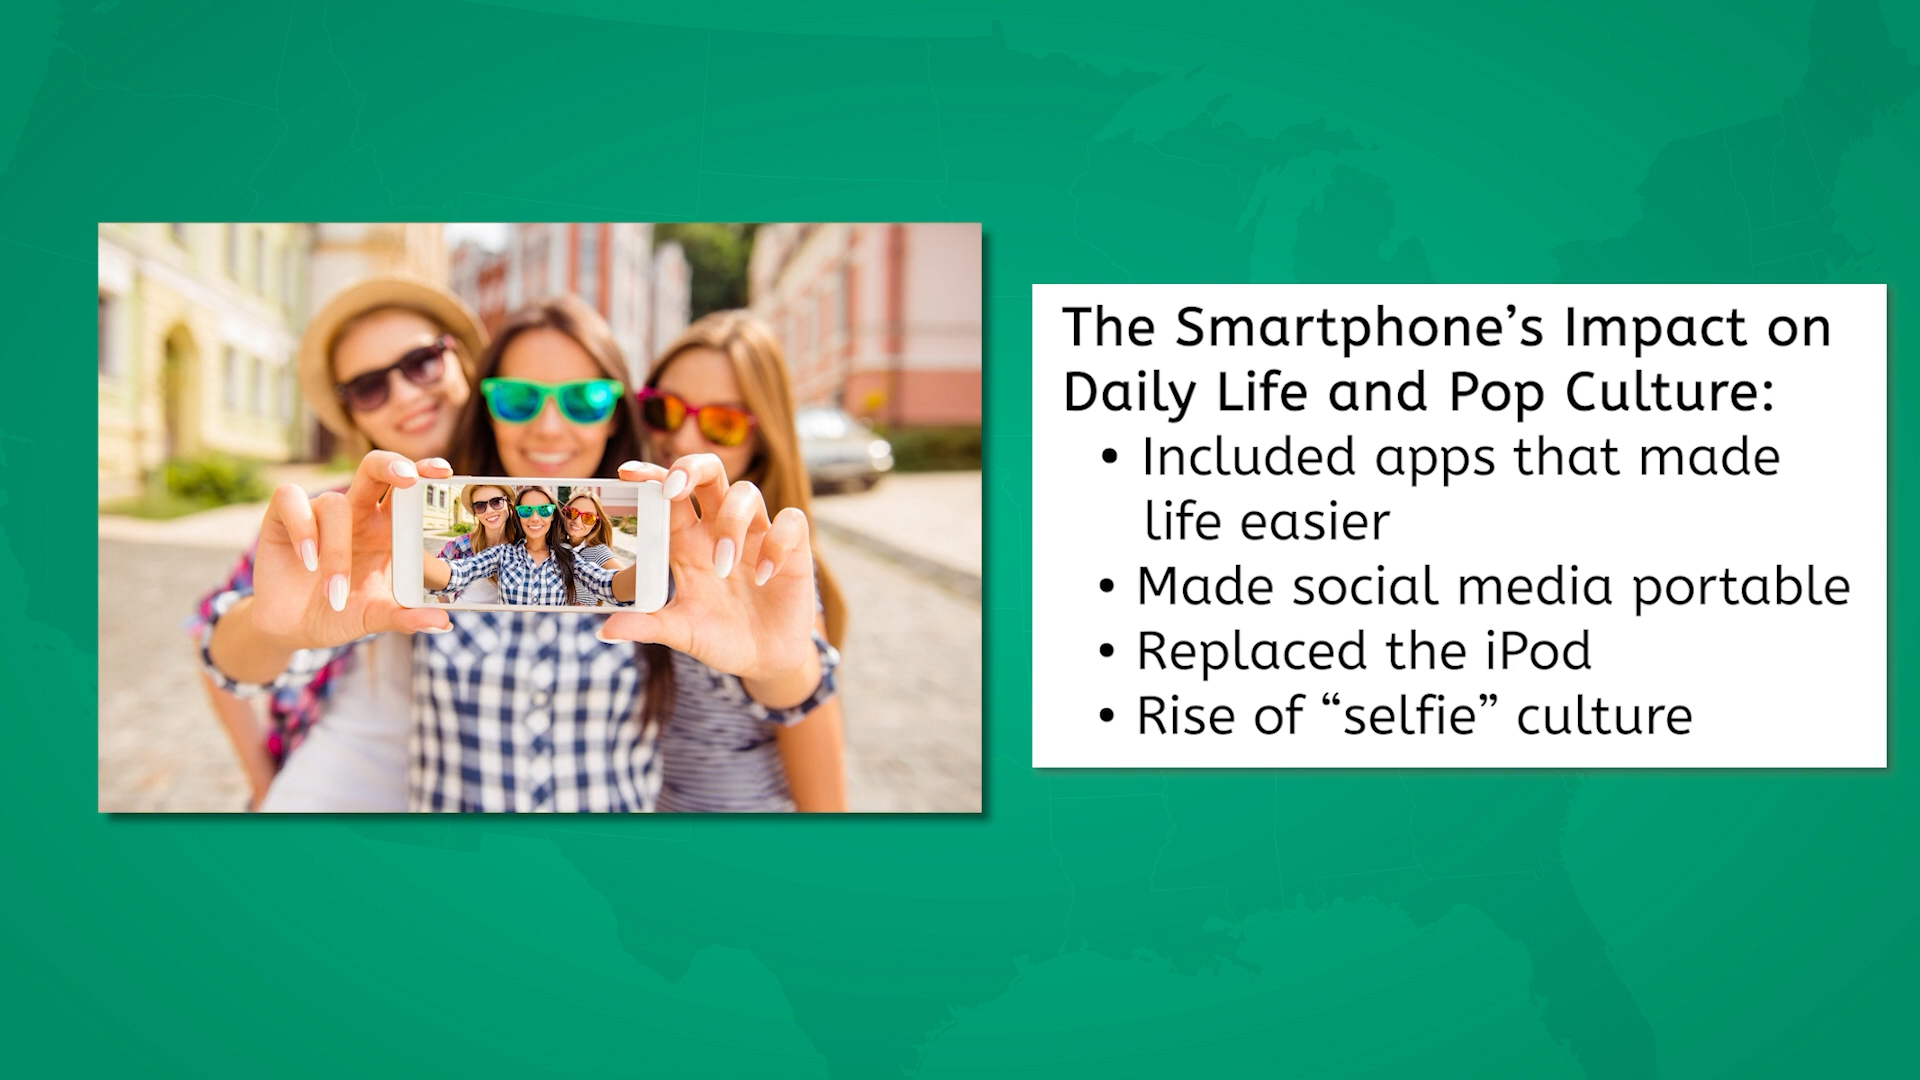 The Smartphone’s Impact on
Daily Life and Pop Culture:
• Included apps that made
life easier
• Made social media portable
• Replaced the iPod
• Rise of “selfie” culture